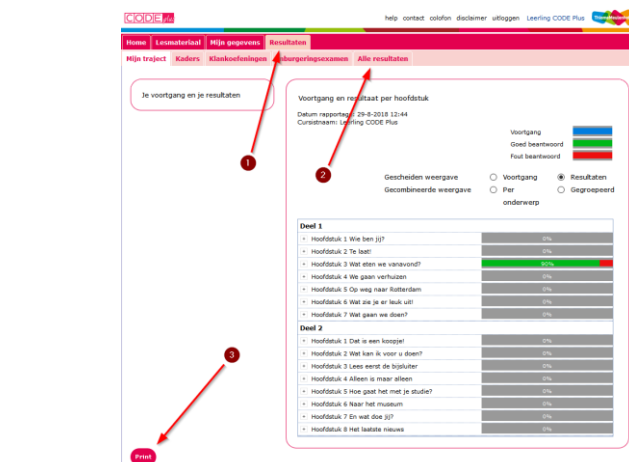 CODE plus
help contact colofon disclaimer uitloggen Leerling CODE Plus
Home Lesmateriaal Mijn gegevens Resultaten
Mijn traject Kaders Klankoefeningen Inburgeringsexamen Alle resultaten
Je voortgang en je resultaten
Voortgang en resultaat per hoofdstuk
Datum rapportage: 29-8-2018 12:44
Cursistnaam: Leerling CODE Plus
Voortgang
Goed beantwoord
Fout beantwoord
1
2
Gescheiden weergave Voortgang Resultaten
Gecombineerde weergave Per onderwerp Gegroepeerd
Deel 1
Hoofdstuk 1 Wie ben jij? 0%
Hoofdstuk 2 Te laat! 0%
Hoofdstuk 3 Wat eten we vanavond? 90%
Hoofdstuk 4 We gaan verhuizen 0%
Hoofdstuk 5 Op weg naar Rotterdam 0%
Hoofdstuk 6 Wat zie je er leuk uit! 0%
Hoofdstuk 7 Wat gaan we doen? 0%
Deel 2
Hoofdstuk 1 Dat is een koopje! 0%
Hoofdstuk 2 Wat kan ik voor u doen? 0%
3
Hoofdstuk 3 Lees eerst de bijsluiter 0%
Hoofdstuk 4 Alleen is maar alleen 0%
Hoofdstuk 5 Hoe gaat het met je studie? 0%
Hoofdstuk 6 Naar het museum 0%
Hoofdstuk 7 En wat doe jij? 0%
Hoofdstuk 8 Het laatste nieuws 0%
Print